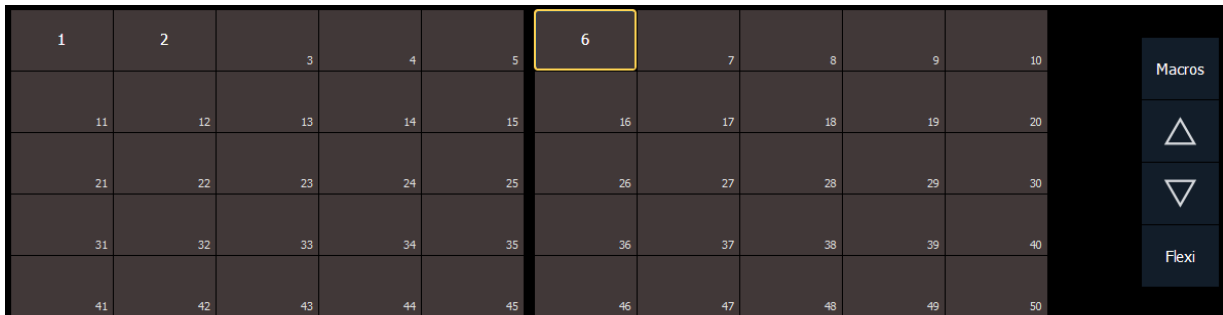 1 2 3 4 5 6 7 8 9 10
Macros
11 12 13 14 15 16 17 18 19 20
21 22 23 24 25 26 27 28 29 30
31 32 33 34 35 36 37 38 39 40
Flexi
41 42 43 44 45 46 47 48 49 50